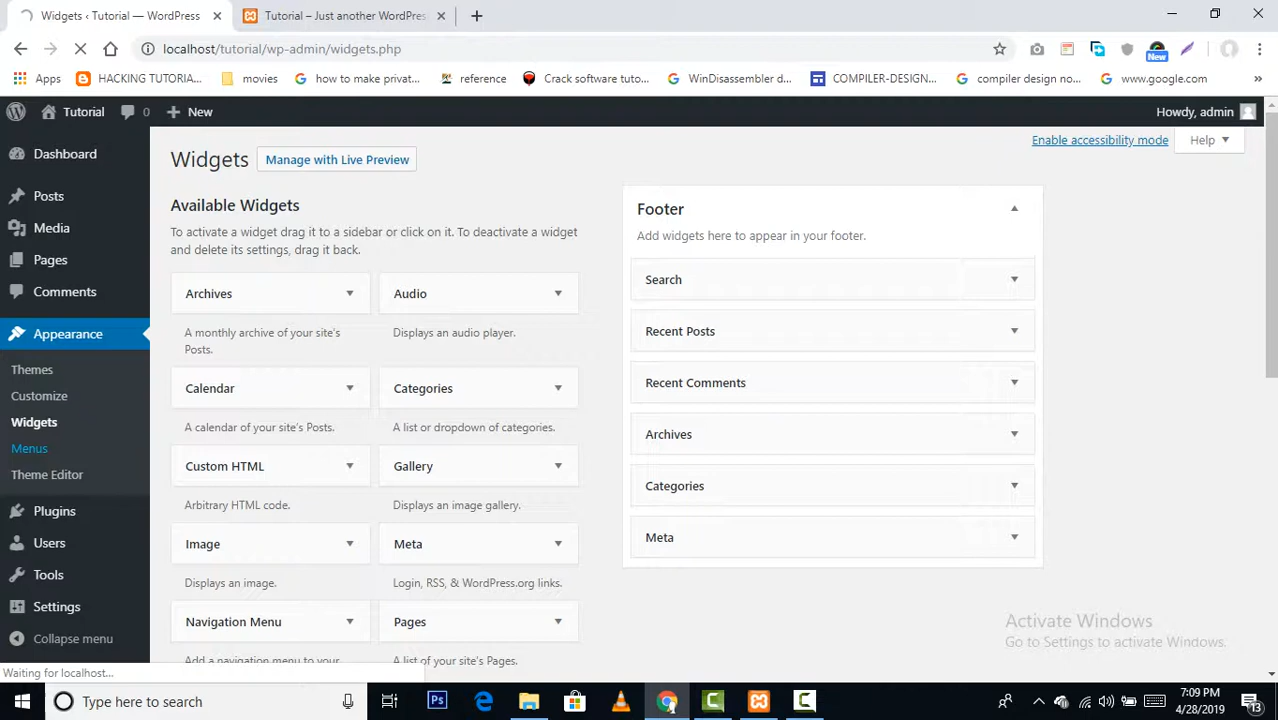 Widgets ‹ Tutorial — WordPress
Tutorial – Just another WordPres
localhost/tutorial/wp-admin/widgets.php
New
Apps
HACKING TUTORIA...
movies
how to make privat...
reference
Crack software tuto...
WinDisassembler d...
COMPILER-DESIGN...
compiler design no...
www.google.com
»
Tutorial
0
New
Howdy, admin
Dashboard
Posts
Media
Pages
Comments
Appearance
Themes
Customize
Widgets
Menus
Theme Editor
Plugins
Users
Tools
Settings
Collapse menu
Enable accessibility mode
Help
Widgets
Manage with Live Preview
Available Widgets
To activate a widget drag it to a sidebar or click on it. To deactivate a widget
and delete its settings, drag it back.
Archives
A monthly archive of your site's
Posts.
Audio
Displays an audio player.
Calendar
A calendar of your site's Posts.
Categories
A list or dropdown of categories.
Custom HTML
Arbitrary HTML code.
Gallery
Displays an image gallery.
Image
Displays an image.
Meta
Login, RSS, & WordPress.org links.
Navigation Menu
Add a navigation menu to your
Pages
A list of your site's Pages.
Footer
Add widgets here to appear in your footer.
Search
Recent Posts
Recent Comments
Archives
Categories
Meta
Activate Windows
Go to Settings to activate Windows.
Waiting for localhost...
Type here to search
Ps
7:09 PM
4/28/2019
13